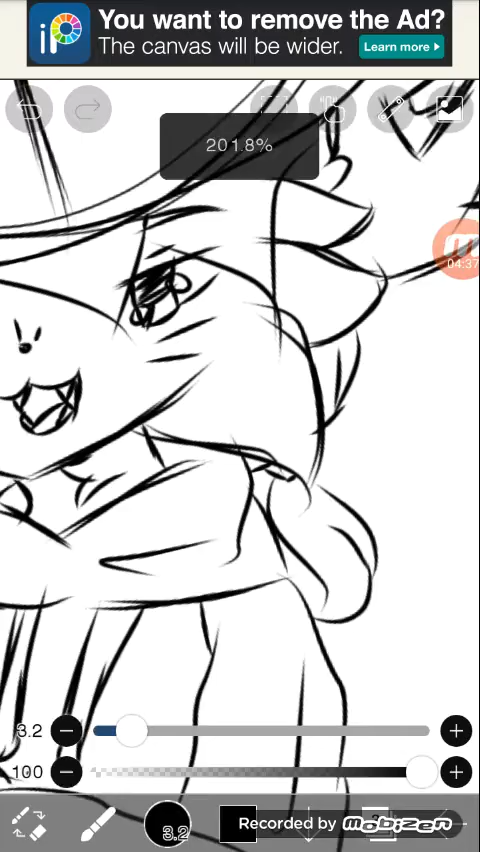 iP
You want to remove the Ad?
The canvas will be wider.
Learn more
201.8%
04:37
3.2
100
3.2
Recorded by mobizen